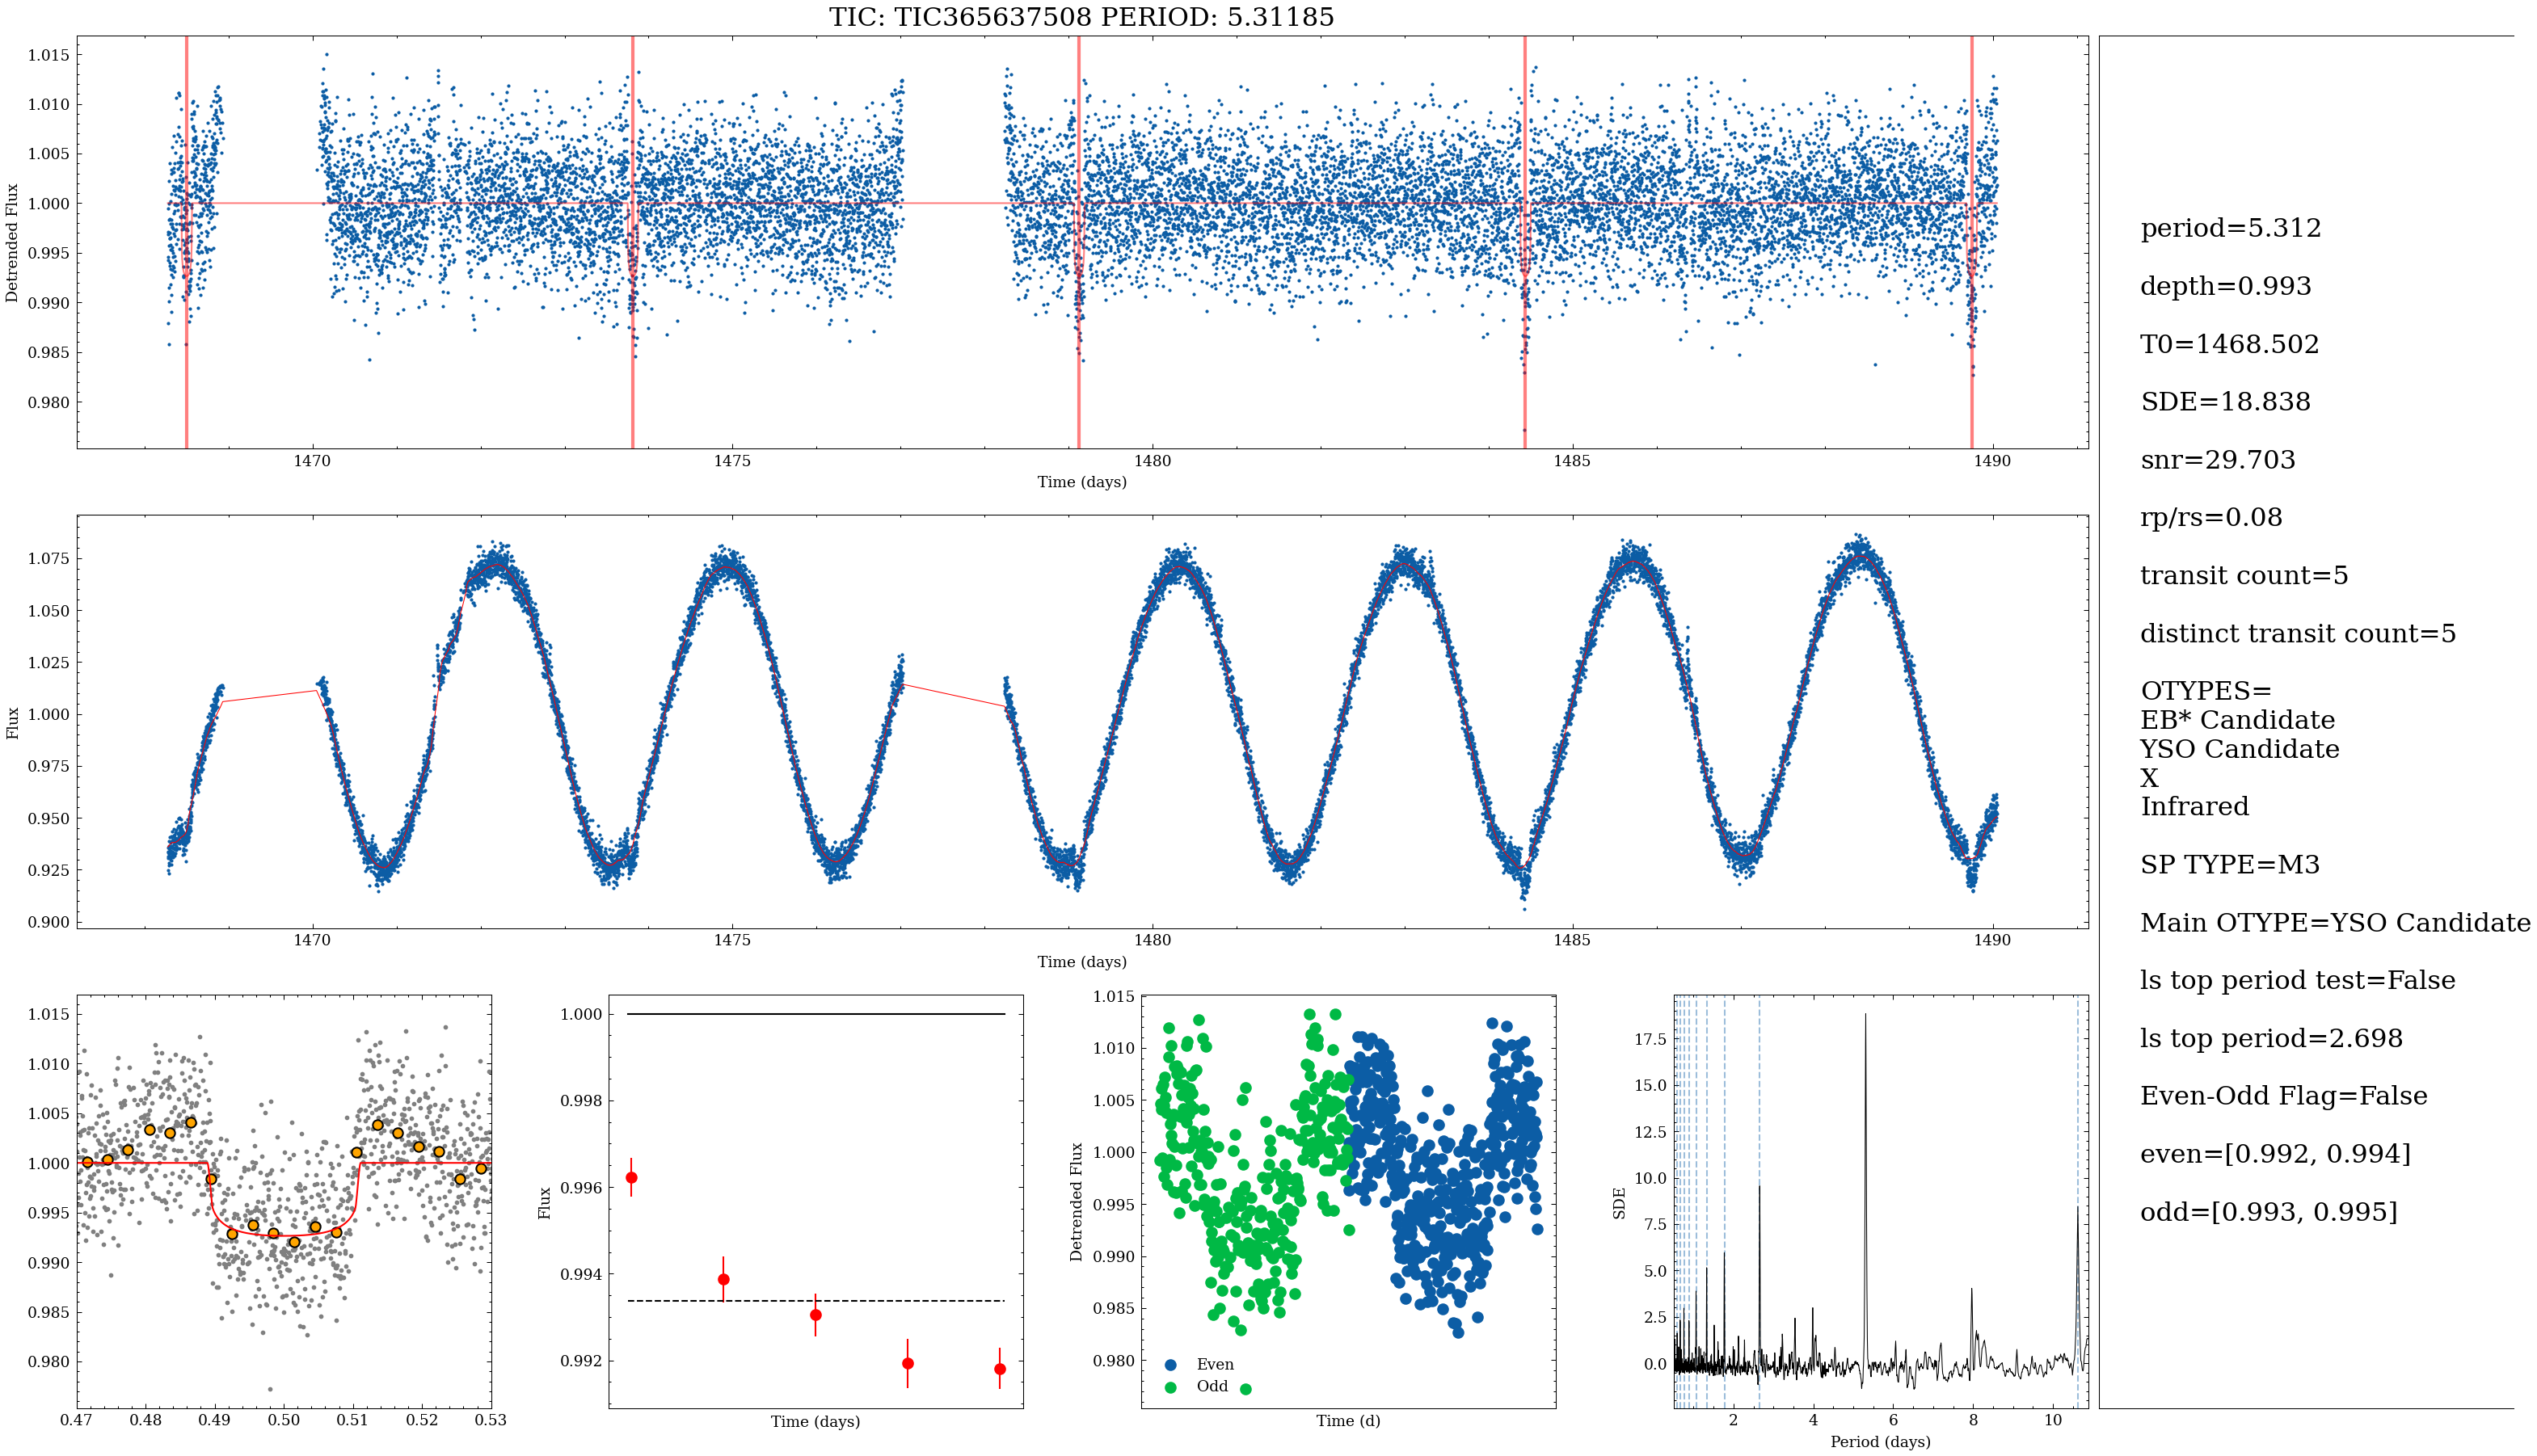 TIC: TIC365637508 PERIOD: 5.31185
1.015
1.010
1.005
1.000
0.995
0.990
0.985
0.980
Detrended Flux
1470
1475
1480
1485
1490
Time (days)
1.075
1.050
1.025
1.000
0.975
0.950
0.925
0.900
Flux
1470
1475
1480
1485
1490
Time (days)
1.015
1.010
1.005
1.000
0.995
0.990
0.985
0.980
0.47
0.48
0.49
0.50
0.51
0.52
0.53
1.000
0.998
0.996
0.994
0.992
Flux
Time (days)
1.015
1.010
1.005
1.000
0.995
0.990
0.985
0.980
Detrended Flux
Even
Odd
Time (d)
17.5
15.0
12.5
10.0
7.5
5.0
2.5
0.0
SDE
2
4
6
8
10
Period (days)
period=5.312
depth=0.993
T0=1468.502
SDE=18.838
snr=29.703
rp/rs=0.08
transit count=5
distinct transit count=5
OTYPES=
EB* Candidate
YSO Candidate
X
Infrared
SP TYPE=M3
Main OTYPE=YSO Candidate
ls top period test=False
ls top period=2.698
Even-Odd Flag=False
even=[0.992, 0.994]
odd=[0.993, 0.995]